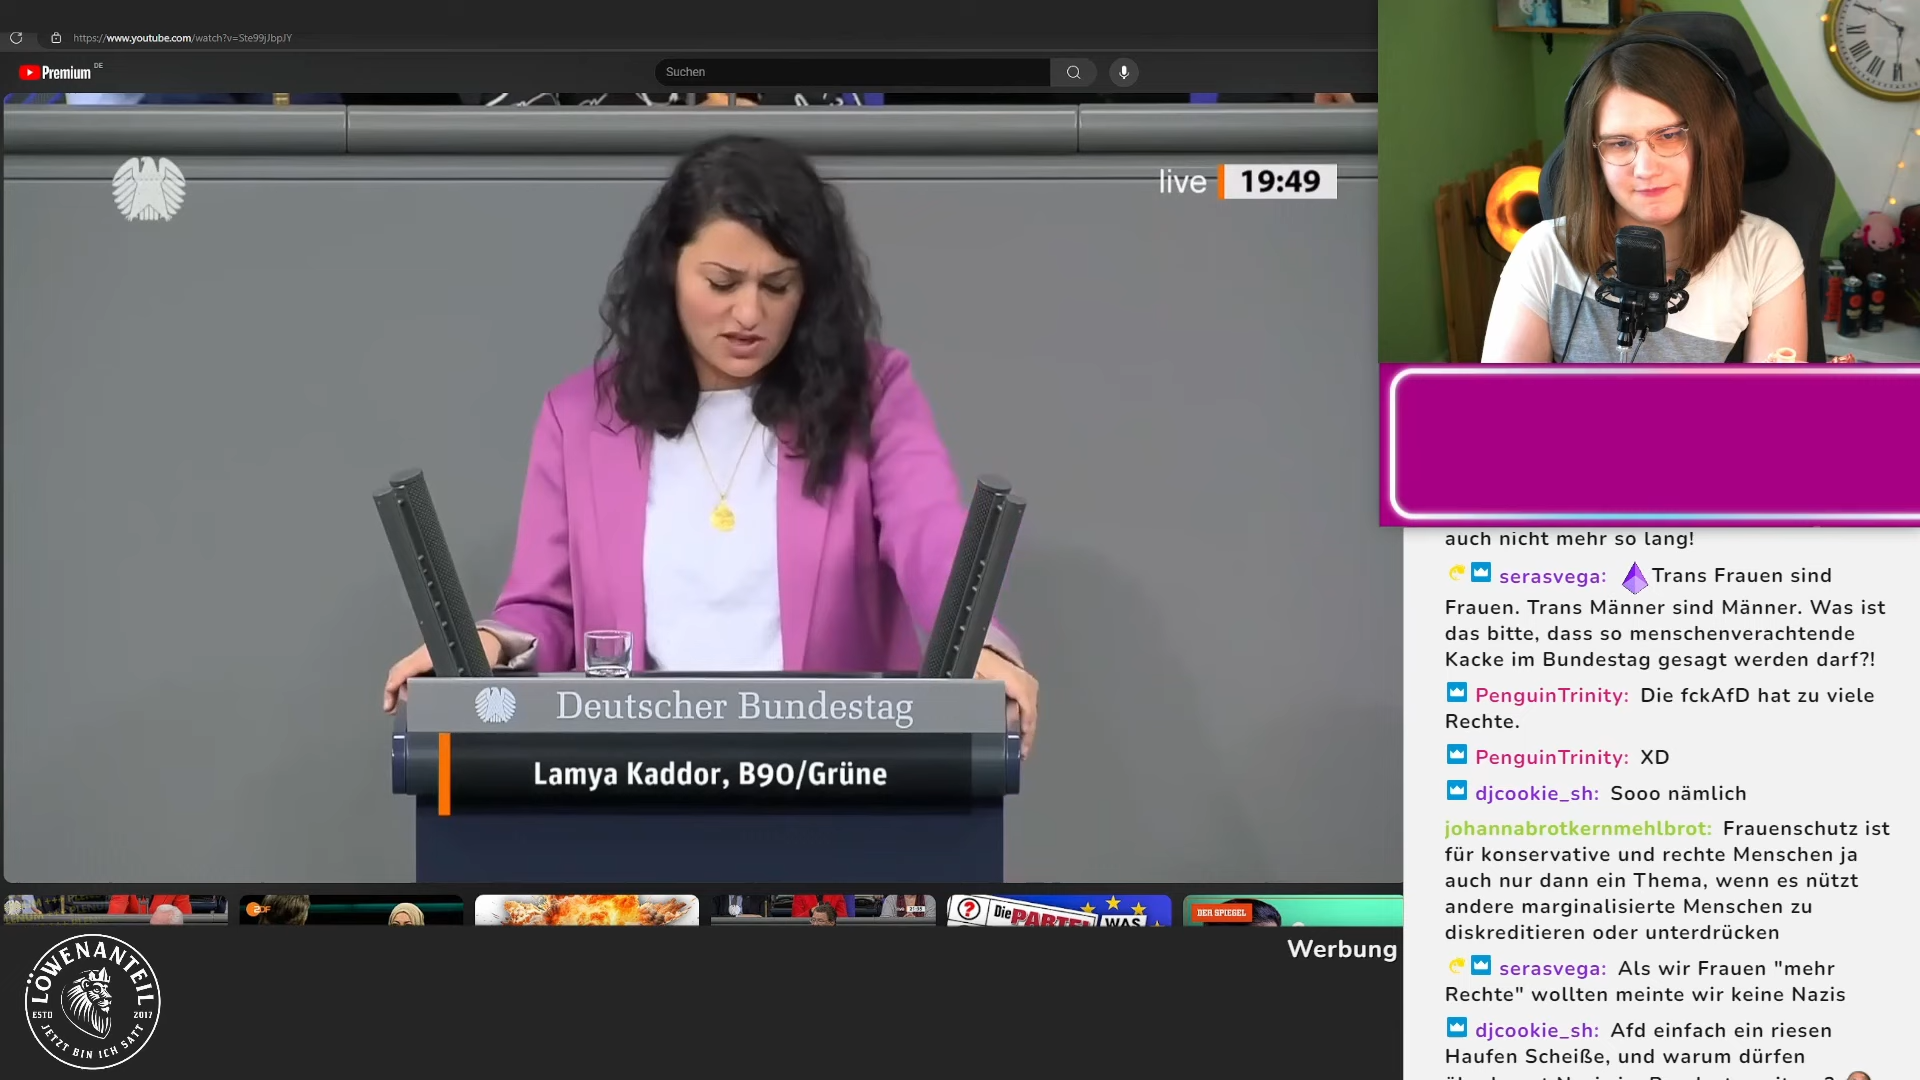 https://www.youtube.com/watch?v=Ste99jJbpJY
Premium DE
Suchen
live 19:49
Deutscher Bundestag
Lamya Kaddor, B90/Grüne
ZDF
Die PARTEI
WAS
DER SPIEGEL
Werbung
LÖWENANTEIL
ESTD 2017
JETZT BIN ICH SATT
auch nicht mehr so lang!
serasvega: Trans Frauen sind
Frauen. Trans Männer sind Männer. Was ist
das bitte, dass so menschenverachtende
Kacke im Bundestag gesagt werden darf?!
PenguinTrinity: Die fckAfD hat zu viele
Rechte.
PenguinTrinity: XD
djcookie_sh: Sooo nämlich
johannabrotkernmehlbrot: Frauenschutz ist
für konservative und rechte Menschen ja
auch nur dann ein Thema, wenn es nützt
andere marginalisierte Menschen zu
diskreditieren oder unterdrücken
serasvega: Als wir Frauen "mehr
Rechte" wollten meinte wir keine Nazis
djcookie_sh: Afd einfach ein riesen
Haufen Scheiße, und warum dürfen